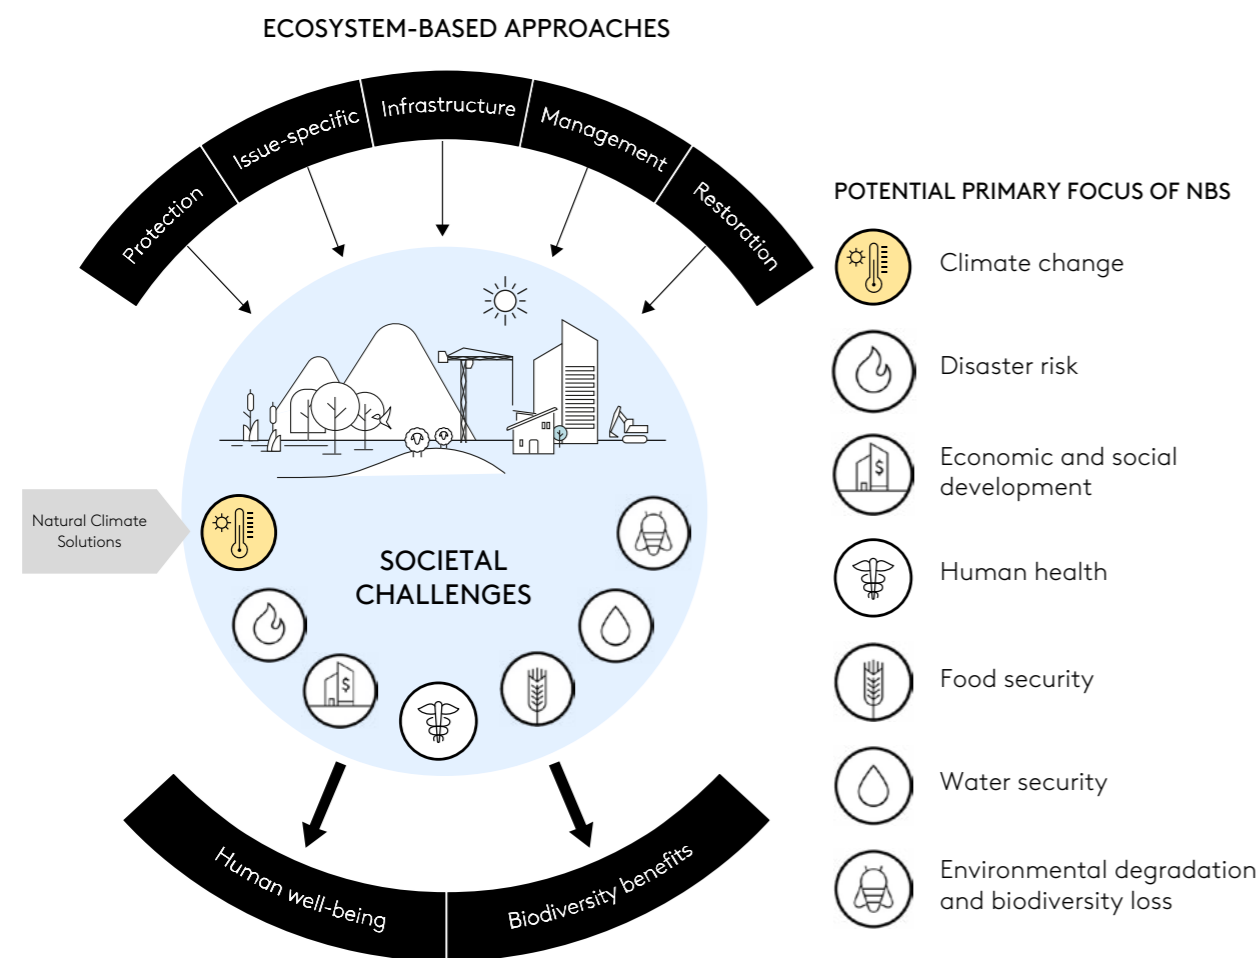 ECOSYSTEM-BASED APPROACHES
Protection
Issue-specific
Infrastructure
Management
Restoration
POTENTIAL PRIMARY FOCUS OF NBS
Climate change
Disaster risk
Economic and social
development
Human health
Food security
Water security
Environmental degradation
and biodiversity loss
Natural Climate
Solutions
SOCIETAL
CHALLENGES
$
$
Human well-being
Biodiversity benefits